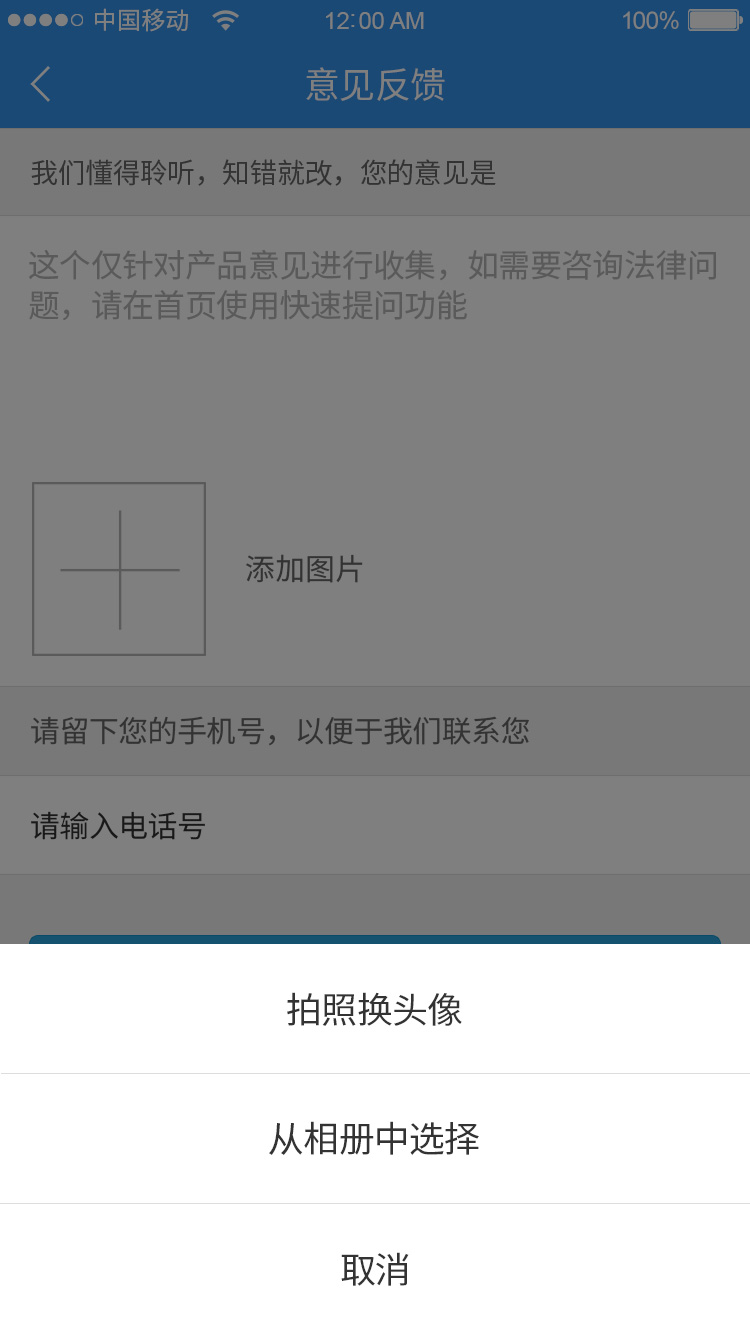 中国移动 12:00 AM 100%
意见反馈
我们懂得聆听，知错就改，您的意见是
这个仅针对产品意见进行收集，如需要咨询法律问
题，请在首页使用快速提问功能
添加图片
请留下您的手机号，以便于我们联系您
请输入电话号
拍照换头像
从相册中选择
取消